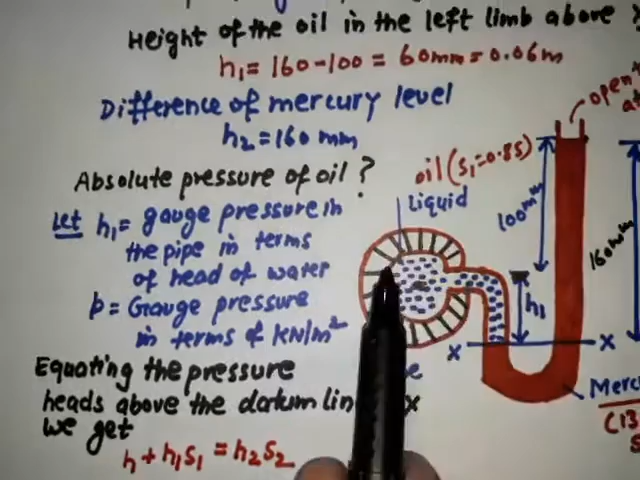 Height of the oil in the left limb above
h₁ = 160-100 = 60mm = 0.06m
Difference of mercury level
h₂ = 160 mm
Absolute pressure of oil?
Let h₁ = gauge pressure in
the pipe in terms
of head of water
p = Gauge pressure
in terms of kN/m²
Equating the pressure
heads above the datum
we get
h + h₁s₁ = h₂s₂
oil (s₁=0.85)
Liquid
open
100mm
160mm
h₁
X
X
X
Merc
(13
S